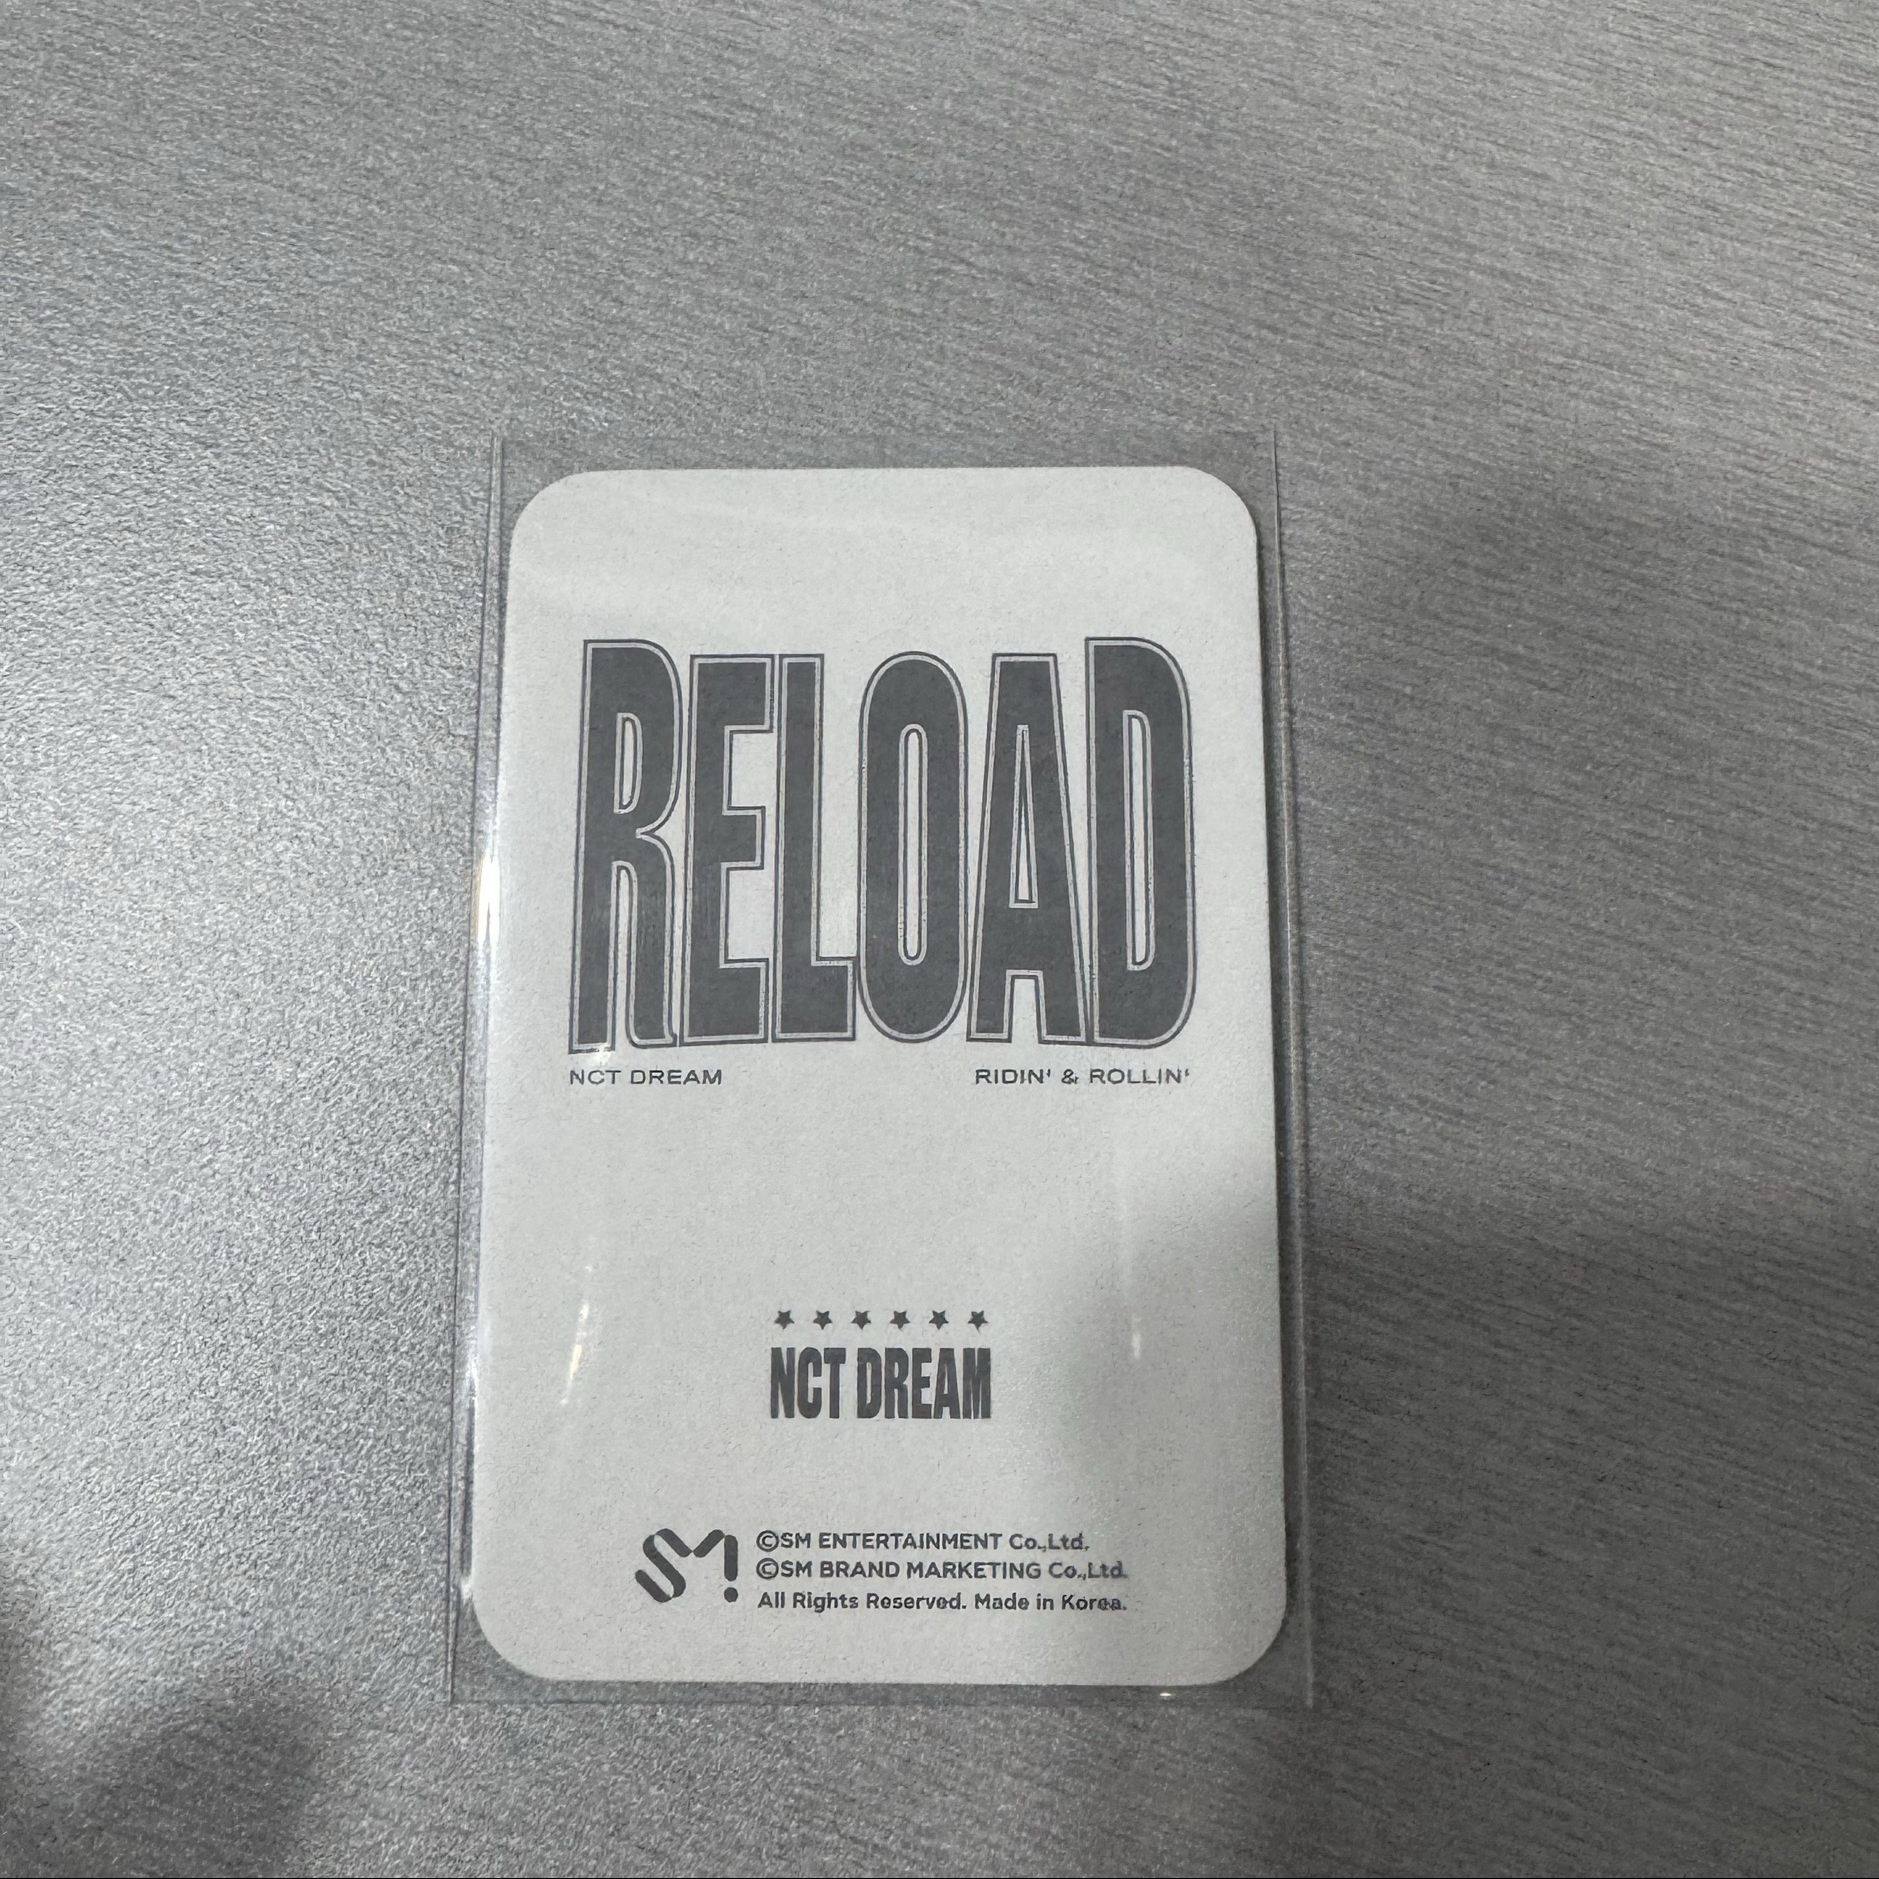 RELOAD
NCT DREAM RIDIN' & ROLLIN'
NCT DREAM
SM
©SM ENTERTAINMENT Co.,Ltd.
©SM BRAND MARKETING Co.,Ltd.
All Rights Reserved. Made in Korea.